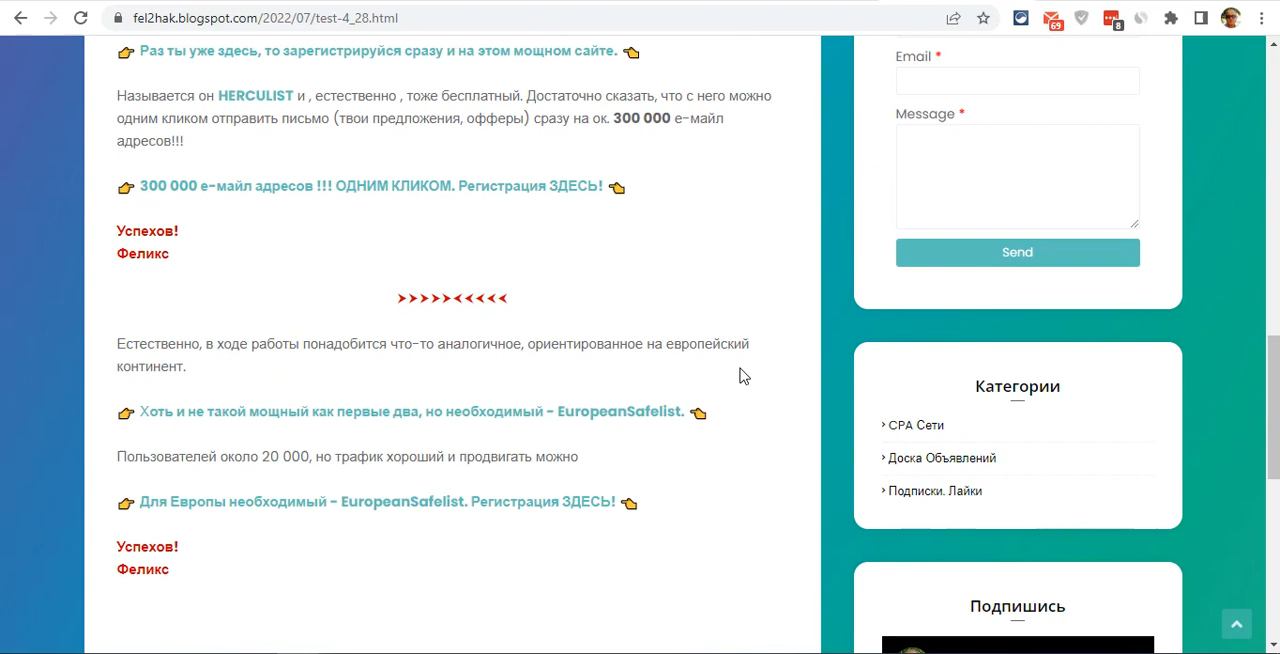 fel2hak.blogspot.com/2022/07/test-4_28.html
69
8
Раз ты уже здесь, то зарегистрируйся сразу и на этом мощном сайте.
Называется он HERCULIST и , естественно , тоже бесплатный. Достаточно сказать, что с него можно
одним кликом отправить письмо (твои предложения, офферы) сразу на ок. 300 000 е-майл
адресов!!!
300 000 е-майл адресов !!! ОДНИМ КЛИКОМ. Регистрация ЗДЕСЬ!
Успехов!
Феликс
Естественно, в ходе работы понадобится что-то аналогичное, ориентированное на европейский
континент.
Хоть и не такой мощный как первые два, но необходимый - EuropeanSafelist.
Пользователей около 20 000, но трафик хороший и продвигать можно
Для Европы необходимый - EuropeanSafelist. Регистрация ЗДЕСЬ!
Успехов!
Феликс
Email *
Message *
Send
Категории
СРА Сети
Доска Объявлений
Подписки. Лайки
Подпишись